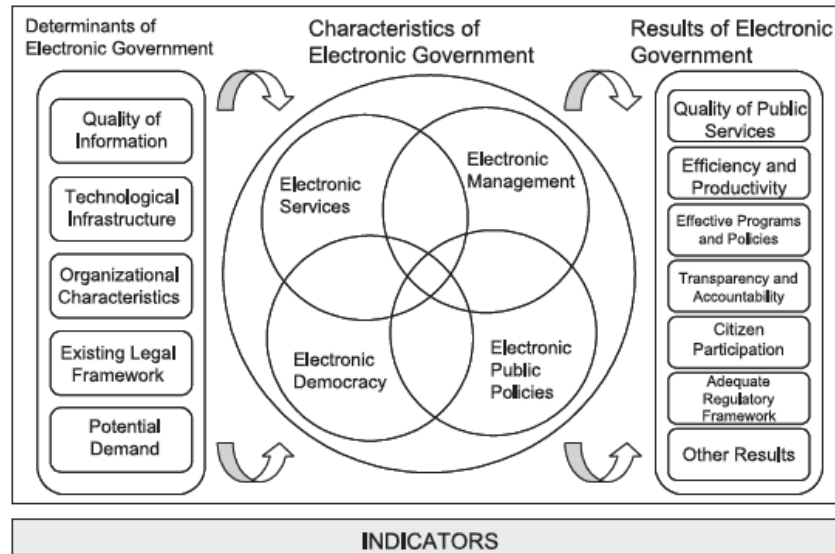 Determinants of
Electronic Government
Quality of
Information
Technological
Infrastructure
Organizational
Characteristics
Existing Legal
Framework
Potential
Demand
Characteristics of
Electronic Government
Electronic
Services
Electronic
Management
Electronic
Democracy
Electronic
Public
Policies
Results of Electronic
Government
Quality of Public
Services
Efficiency and
Productivity
Effective Programs
and Policies
Transparency and
Accountability
Citizen
Participation
Adequate
Regulatory
Framework
Other Results
INDICATORS